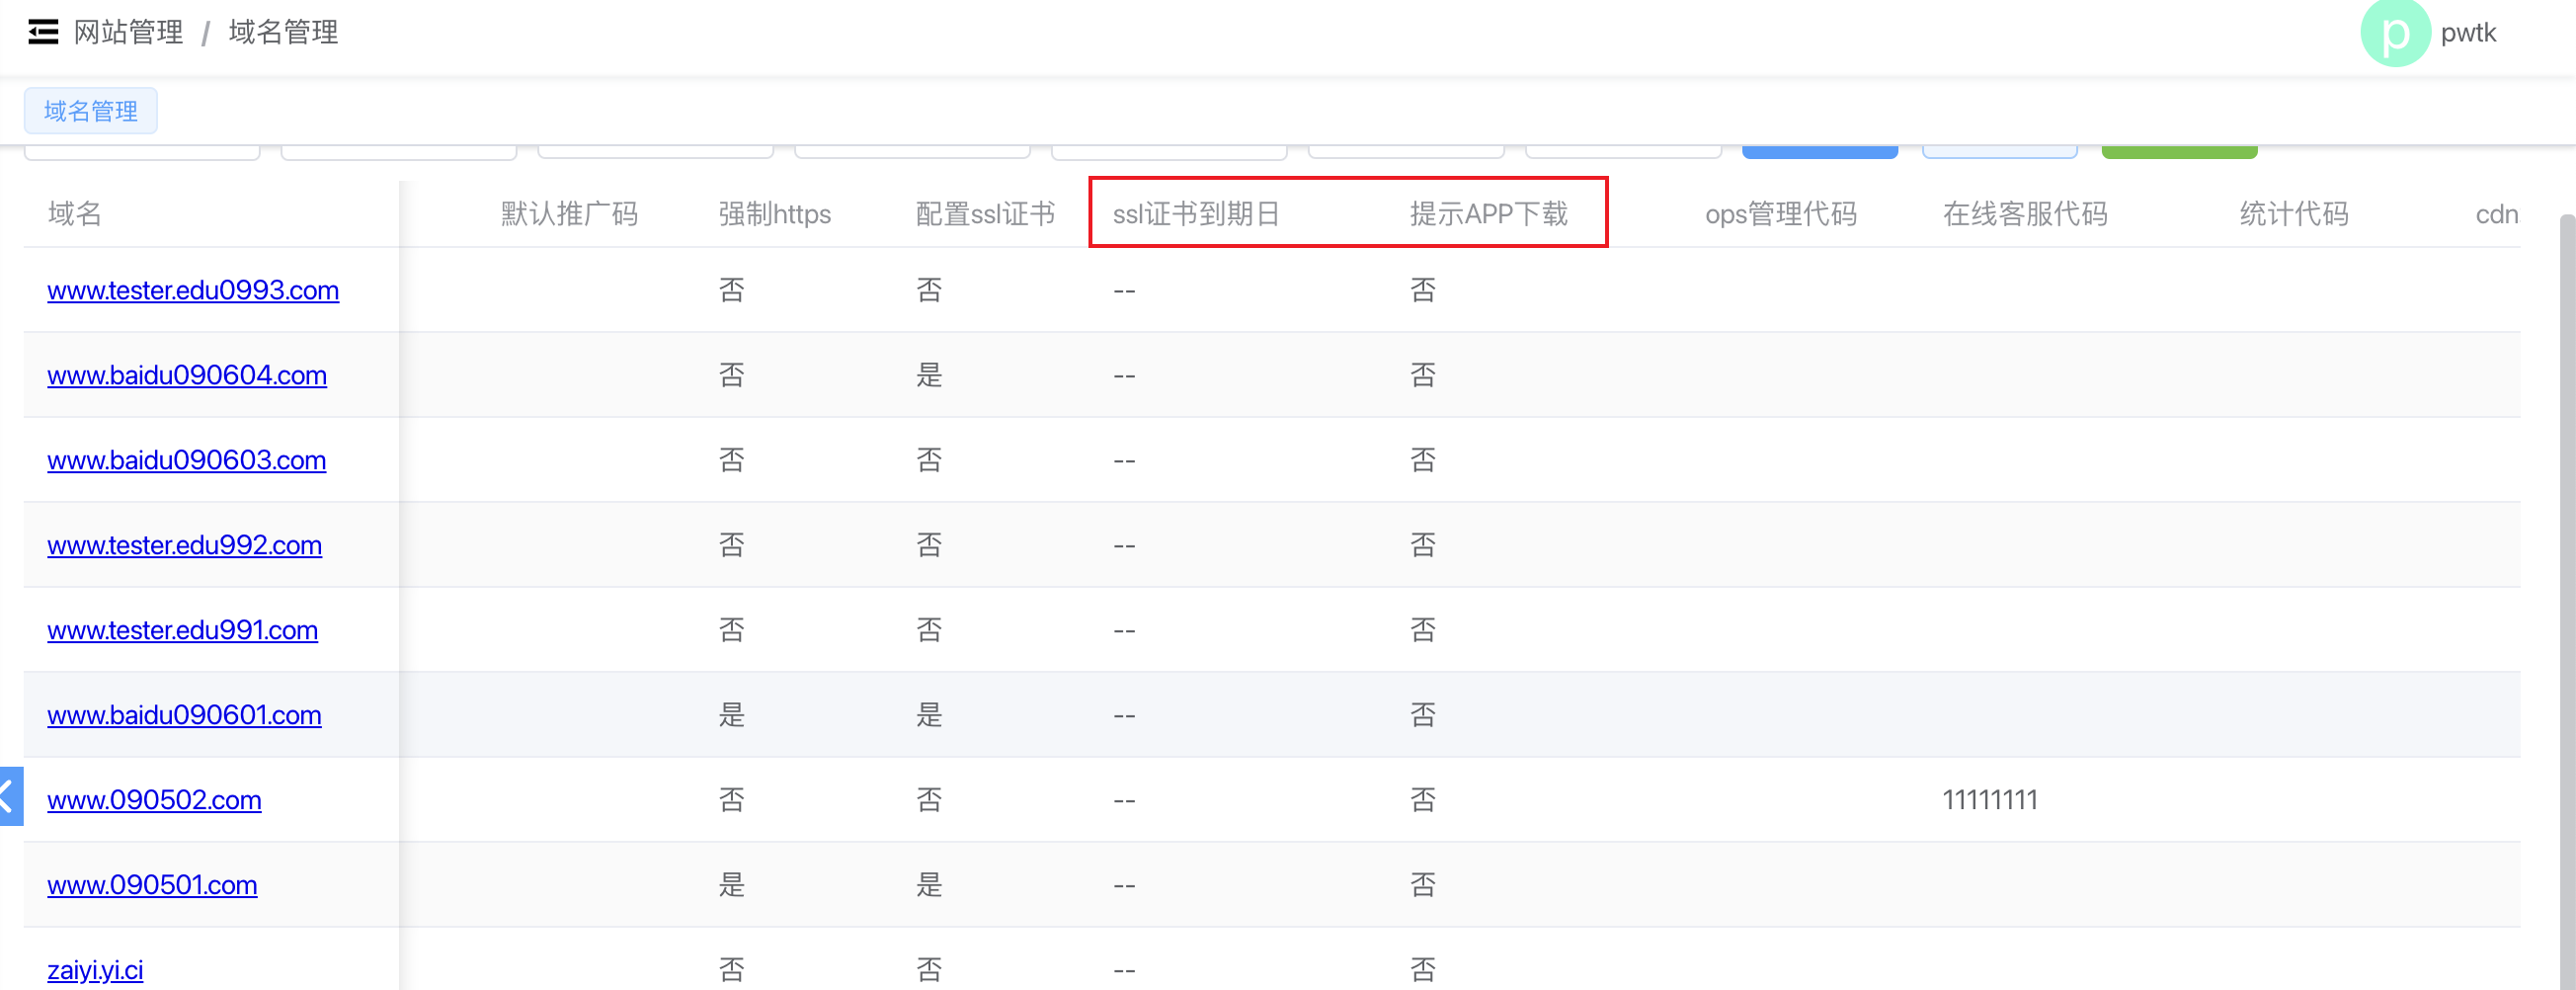 网站管理 / 域名管理
p pwtk
域名管理
域名 默认推广码 强制https 配置ssl证书 ssl证书到期日 提示APP下载 ops管理代码 在线客服代码 统计代码 cdn
www.tester.edu0993.com 否 否 -- 否
www.baidu090604.com 否 是 -- 否
www.baidu090603.com 否 否 -- 否
www.tester.edu992.com 否 否 -- 否
www.tester.edu991.com 否 否 -- 否
www.baidu090601.com 是 是 -- 否
www.090502.com 否 否 -- 否 11111111
www.090501.com 是 是 -- 否
zaiyi.yi.ci 否 否 -- 否